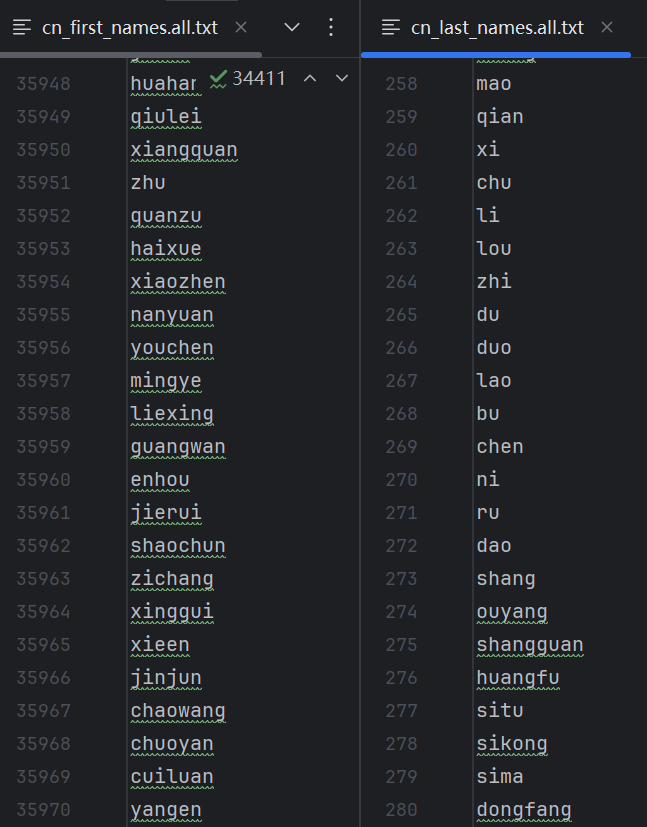 cn_first_names.all.txt
34411
35948 huahar
35949 qiulei
35950 xiangguan
35951 zhu
35952 quanzu
35953 haixue
35954 xiaozhen
35955 nanyuan
35956 youchen
35957 mingye
35958 liexing
35959 guangwan
35960 enhou
35961 jierui
35962 shaochun
35963 zichang
35964 xinggui
35965 xieen
35966 jinjun
35967 chaowang
35968 chuoyan
35969 cuiluan
35970 yangen
cn_last_names.all.txt
258 mao
259 qian
260 xi
261 chu
262 li
263 lou
264 zhi
265 du
266 duo
267 lao
268 bu
269 chen
270 ni
271 ru
272 dao
273 shang
274 ouyang
275 shangguan
276 huangfu
277 situ
278 sikong
279 sima
280 dongfang